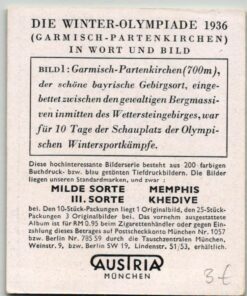 DIE WINTER-OLYMPIADE 1936
(GARMISCH-PARTENKIRCHEN)
IN WORT UND BILD
BILD 1: Garmisch-Partenkirchen (700m),
der schöne bayrische Gebirgsort, einge-
bettet zwischen den gewaltigen Bergmassi-
ven inmitten des Wettersteingebirges, war
für 10 Tage der Schauplatz der Olympi-
schen Wintersportkämpfe.
Diese hochinteressante Bilderserie besteht aus 200 farbigen
Buchdruck- bzw. blau getönten Tiefdruckbildern. Die Bilder
liegen unseren Standardmarken, und zwar:
MILDE SORTE MEMPHIS
III. SORTE KHEDIVE
bei. Den 10-Stück-Packungen liegt 1 Originalbild, den 25-Stück-
Packungen 3 Originalbilder bei. Das vornehm ausgestattete
Album ist für RM 0.95 beim Zigarettenhändler oder gegen Ein-
zahlung dieses Betrages auf Postscheckkonto München Nr. 1057
bzw. Berlin Nr. 785 59 durch die Tauschzentralen München,
Weinstr. 9, bzw. Berlin SW 19, Lindenstr. 51/53, erhältlich.
AUSTRIA
MÜNCHEN
3€